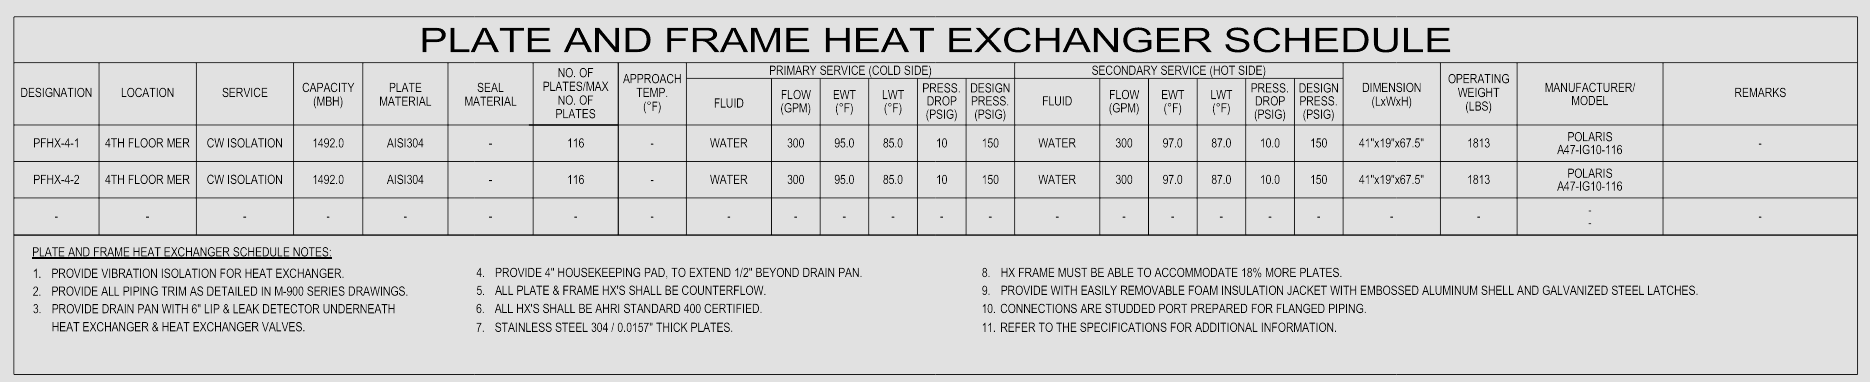 PLATE AND FRAME HEAT EXCHANGER SCHEDULE
DESIGNATION LOCATION SERVICE CAPACITY (MBH) PLATE MATERIAL SEAL MATERIAL NO. OF PLATES/MAX NO. OF PLATES APPROACH TEMP. (°F) PRIMARY SERVICE (COLD SIDE) SECONDARY SERVICE (HOT SIDE) DIMENSION (LxWxH) OPERATING WEIGHT (LBS) MANUFACTURER/ MODEL REMARKS
FLUID FLOW (GPM) EWT (°F) LWT (°F) PRESS. DROP (PSIG) DESIGN PRESS. (PSIG) FLUID FLOW (GPM) EWT (°F) LWT (°F) PRESS. DROP (PSIG) DESIGN PRESS. (PSIG)
PFHX-4-1 4TH FLOOR MER CW ISOLATION 1492.0 AISI304 - 116 - WATER 300 95.0 85.0 10 150 WATER 300 97.0 87.0 10.0 150 41"x19"x67.5" 1813 POLARIS A47-IG10-116 -
PFHX-4-2 4TH FLOOR MER CW ISOLATION 1492.0 AISI304 - 116 - WATER 300 95.0 85.0 10 150 WATER 300 97.0 87.0 10.0 150 41"x19"x67.5" 1813 POLARIS A47-IG10-116
- - - - - - - - - - - - - - - - - - - - - - - - -
PLATE AND FRAME HEAT EXCHANGER SCHEDULE NOTES:
1. PROVIDE VIBRATION ISOLATION FOR HEAT EXCHANGER.
2. PROVIDE ALL PIPING TRIM AS DETAILED IN M-900 SERIES DRAWINGS.
3. PROVIDE DRAIN PAN WITH 6" LIP & LEAK DETECTOR UNDERNEATH
HEAT EXCHANGER & HEAT EXCHANGER VALVES.
4. PROVIDE 4" HOUSEKEEPING PAD, TO EXTEND 1/2" BEYOND DRAIN PAN.
5. ALL PLATE & FRAME HX'S SHALL BE COUNTERFLOW.
6. ALL HX'S SHALL BE AHRI STANDARD 400 CERTIFIED.
7. STAINLESS STEEL 304 / 0.0157" THICK PLATES.
8. HX FRAME MUST BE ABLE TO ACCOMMODATE 18% MORE PLATES.
9. PROVIDE WITH EASILY REMOVABLE FOAM INSULATION JACKET WITH EMBOSSED ALUMINUM SHELL AND GALVANIZED STEEL LATCHES.
10. CONNECTIONS ARE STUDDED PORT PREPARED FOR FLANGED PIPING.
11. REFER TO THE SPECIFICATIONS FOR ADDITIONAL INFORMATION.